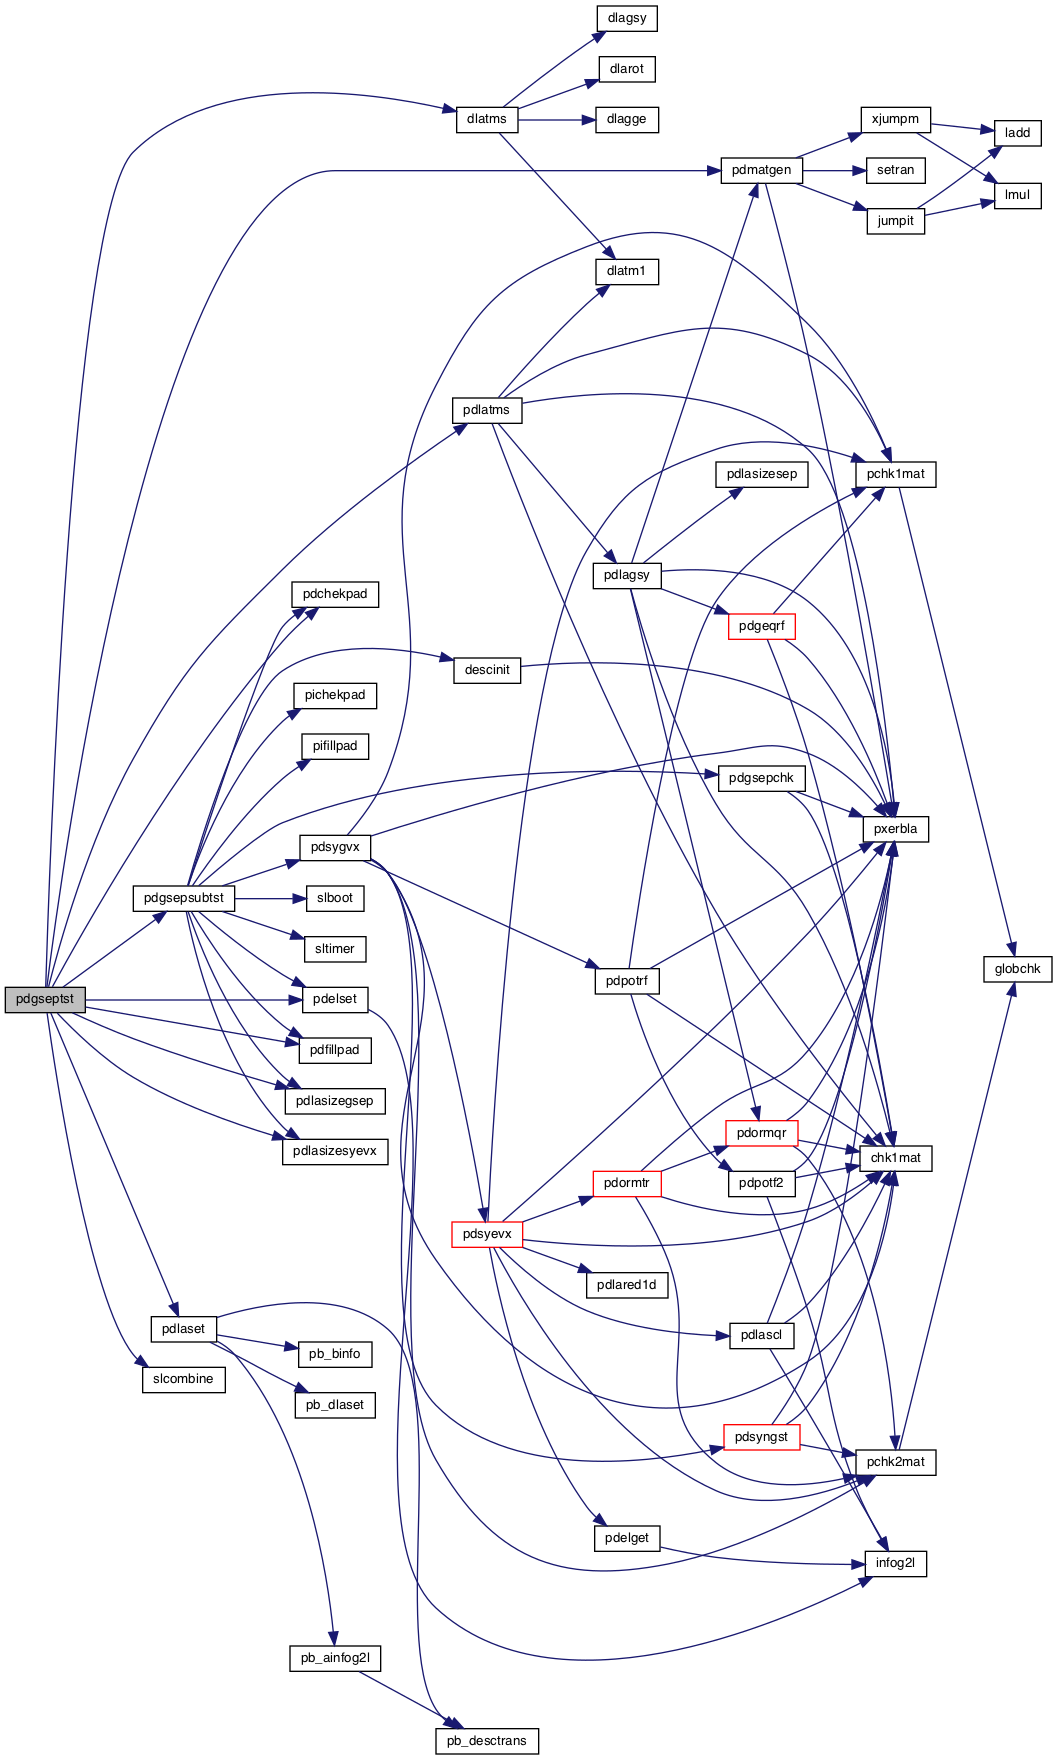 dlagsy
dlarot
dlatms
dlagge
xjumpm
ladd
pdmatgen
setran
lmul
jumpit
dlatm1
pdlatms
pchk1mat
pdlasizesep
pdlagsy
pdchekpad
pdgeqrf
descinit
pichekpad
pifillpad
pdgsepchk
pxerbla
pdsygvx
pdgsepsubtst
slboot
sltimer
globchk
pdpotrf
pdgseptst
pdelset
pdfillpad
pdlasizegsep
pdormqr
pdlasizesyevx
chk1mat
pdormtr
pdpotf2
pdsyevx
pdlared1d
pdlaset
pdlascl
pb_binfo
slcombine
pb_dlaset
pdsyngst
pchk2mat
pdelget
infog2l
pb_ainfog2l
pb_desctrans